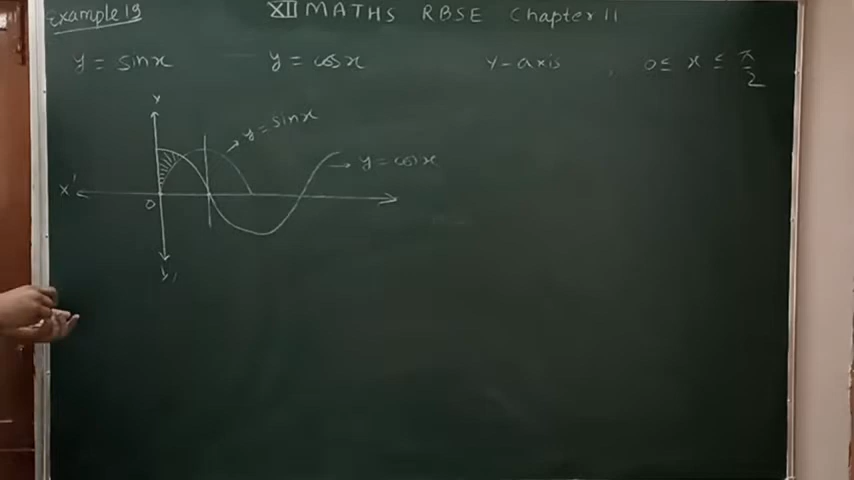 Example 19
XII MATHS RBSE Chapter 11
y = sinx y = cosx y-axis , 0 ≤ x ≤ π/2
Y
y = sinx
y = cosx
X'
O
Y'